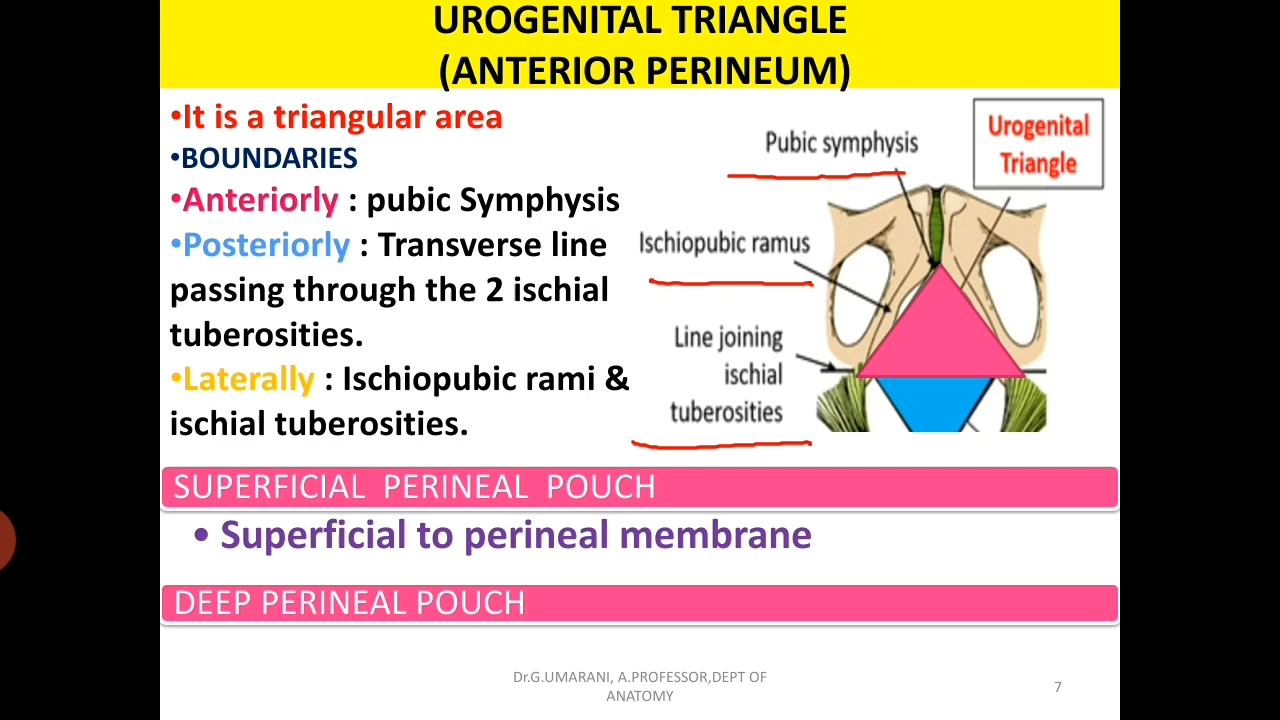 UROGENITAL TRIANGLE
(ANTERIOR PERINEUM)
•It is a triangular area
•BOUNDARIES
•Anteriorly : pubic Symphysis
•Posteriorly : Transverse line
passing through the 2 ischial
tuberosities.
•Laterally : Ischiopubic rami &
ischial tuberosities.
Pubic symphysis
Urogenital
Triangle
Ischiopubic ramus
Line joining
ischial
tuberosities
SUPERFICIAL PERINEAL POUCH
• Superficial to perineal membrane
DEEP PERINEAL POUCH
Dr.G.UMARANI, A.PROFESSOR,DEPT OF
ANATOMY
7